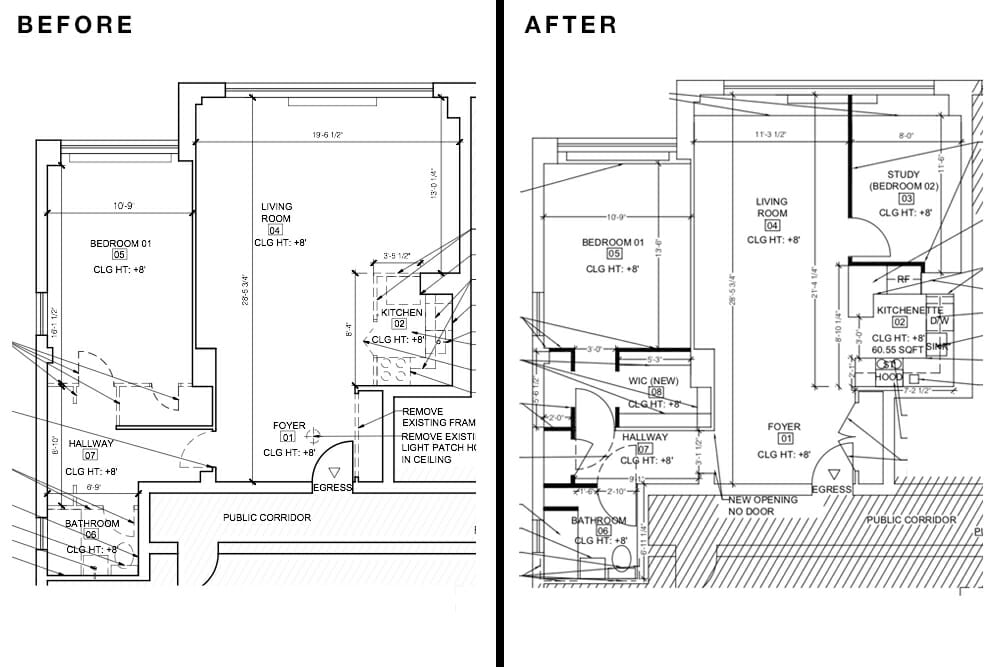 BEFORE
19'-6 1/2"
13'-0 1/4"
10'-9"
LIVING
ROOM
04
CLG HT: +8'
BEDROOM 01
05
CLG HT: +8'
28'-5 3/4"
3'-5 1/2"
16'-1 1/2"
8'-4"
KITCHEN
02
CLG HT: +8'
REMOVE
EXISTING FRAM
REMOVE EXISTI
LIGHT PATCH HO
IN CEILING
FOYER
01
CLG HT: +8'
6'-10"
HALLWAY
07
CLG HT: +8'
6'-9"
EGRESS
PUBLIC CORRIDOR
BATHROOM
06
CLG HT: +8'
AFTER
11'-3 1/2"
8'-0"
11'-6"
STUDY
(BEDROOM 02)
03
CLG HT: +8'
LIVING
ROOM
04
CLG HT: +8'
10'-9"
BEDROOM 01
05
CLG HT: +8'
13'-6"
28'-5 3/4"
21'-4 1/4"
RF
KITCHENETTE
02
CLG HT: +8'
60.55 SQFT
D/W
SINK
8'-10 1/4"
3'-0"
2'-1"
ST
HOOD
7'-2 1/2"
3'-0"
5'-3"
5'-6 1/2"
WIC (NEW)
08
CLG HT: +8'
2'-0"
FOYER
01
CLG HT: +8'
HALLWAY
07
CLG HT: +8'
3'-1 1/2"
9'-1"
1'-6"
2'-10"
EGRESS
NEW OPENING
NO DOOR
PUBLIC CORRIDOR
BATHROOM
06
CLG HT: +8'
6'-11 1/4"